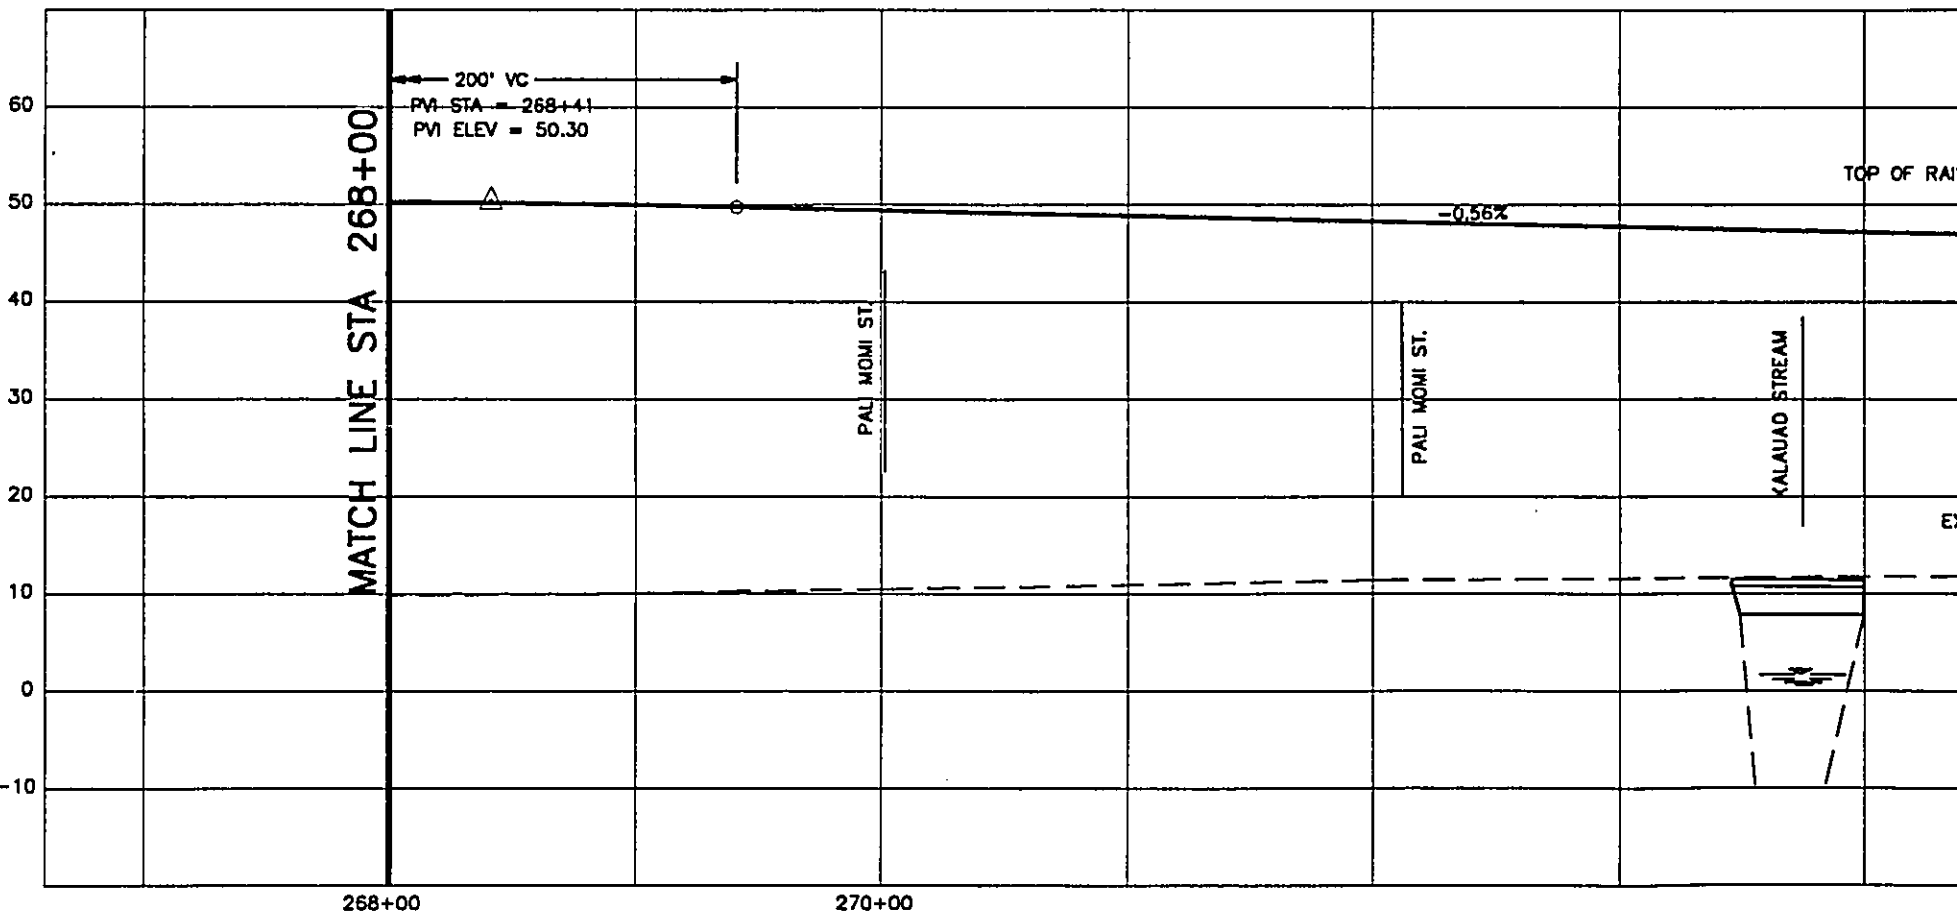 200' VC
PVI STA = 268+41
PVI ELEV = 50.30
60
50
40
30
20
10
0
-10
MATCH LINE STA 268+00
TOP OF RAI
-0.56%
PALI MOMI ST.
PALI MOMI ST.
KALAUAO STREAM
EX
268+00
270+00